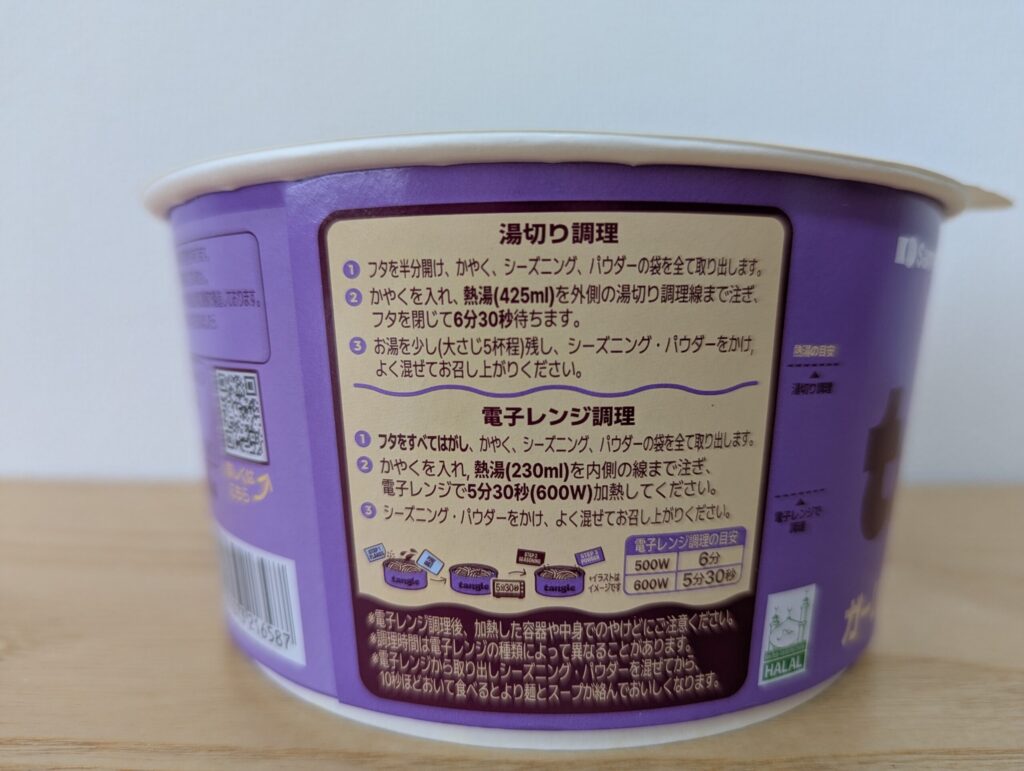 湯切り調理
1 フタを半分開け、かやく、シーズニング、パウダーの袋を全て取り出します。
2 かやくを入れ、熱湯(425ml)を外側の湯切り調理線まで注ぎ、
フタを閉じて6分30秒待ちます。
3 お湯を少し(大さじ5杯程)残し、シーズニング・パウダーをかけ、
よく混ぜてお召し上がりください。
電子レンジ調理
1 フタをすべてはがし、かやく、シーズニング、パウダーの袋を全て取り出します。
2 かやくを入れ、熱湯(230ml)を内側の線まで注ぎ、
電子レンジで5分30秒(600W)加熱してください。
3 シーズニング・パウダーをかけ、よく混ぜてお召し上がりください。
STEP 1
STEP 2
SEASONING
STEP 3
POWDER
tangle
tangle
5分30秒
tangle
*イラストは
イメージです
電子レンジ調理の目安
500W 6分
600W 5分30秒
*電子レンジ調理後、加熱した容器や中身でのやけどにご注意ください。
*調理時間は電子レンジの種類によって異なることがあります。
*電子レンジから取り出しシーズニング・パウダーを混ぜてから、
10秒ほどおいて食べるとより麺とスープが絡んでおいしくなります。
熱湯の目安
湯切り調理
電子レンジで
調理
HALAL